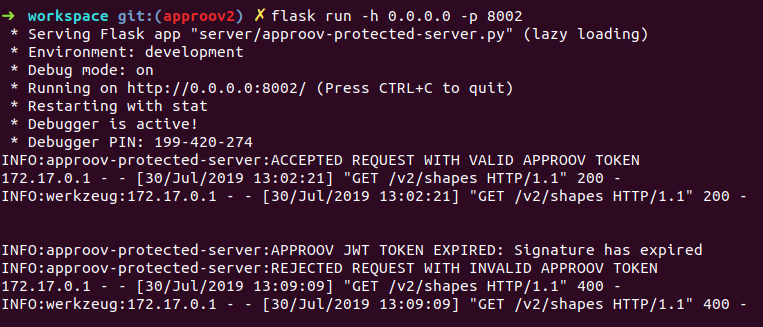 ➜ workspace git:(approov2) ✗ flask run -h 0.0.0.0 -p 8002
* Serving Flask app "server/approov-protected-server.py" (lazy loading)
* Environment: development
* Debug mode: on
* Running on http://0.0.0.0:8002/ (Press CTRL+C to quit)
* Restarting with stat
* Debugger is active!
* Debugger PIN: 199-420-274
INFO:approov-protected-server:ACCEPTED REQUEST WITH VALID APPROOV TOKEN
172.17.0.1 - - [30/Jul/2019 13:02:21] "GET /v2/shapes HTTP/1.1" 200 -
INFO:werkzeug:172.17.0.1 - - [30/Jul/2019 13:02:21] "GET /v2/shapes HTTP/1.1" 200 -
INFO:approov-protected-server:APPROOV JWT TOKEN EXPIRED: Signature has expired
INFO:approov-protected-server:REJECTED REQUEST WITH INVALID APPROOV TOKEN
172.17.0.1 - - [30/Jul/2019 13:09:09] "GET /v2/shapes HTTP/1.1" 400 -
INFO:werkzeug:172.17.0.1 - - [30/Jul/2019 13:09:09] "GET /v2/shapes HTTP/1.1" 400 -